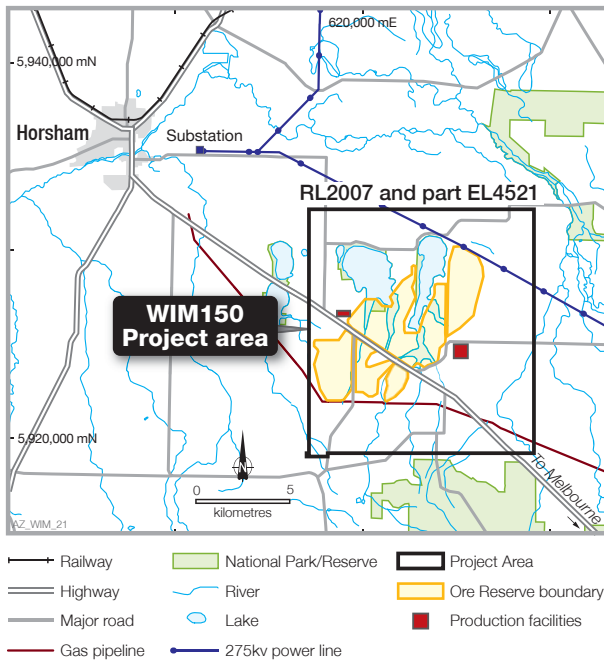 620,000 mE
5,940,000 mN
Horsham
Substation
RL2007 and part EL4521
WIM150
Project area
5,920,000 mN
N
0 5
kilometres
To Melbourne
AZ_WIM_21
Railway
Highway
Major road
Gas pipeline
National Park/Reserve
River
Lake
275kv power line
Project Area
Ore Reserve boundary
Production facilities